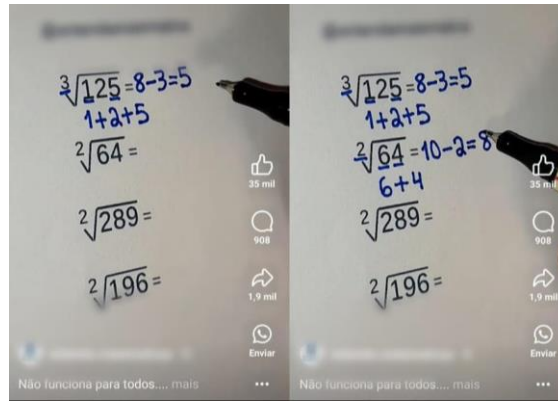 ³√125 = 8-3=5
1+2+5
²√64 =
²√289 =
²√196 =
35 mil
908
1,9 mil
Enviar
Não funciona para todos.... mais
³√125 = 8-3=5
1+2+5
²√64 = 10-2=8
6+4
²√289 =
²√196 =
35 mil
908
1,9 mil
Enviar
Não funciona para todos.... mais